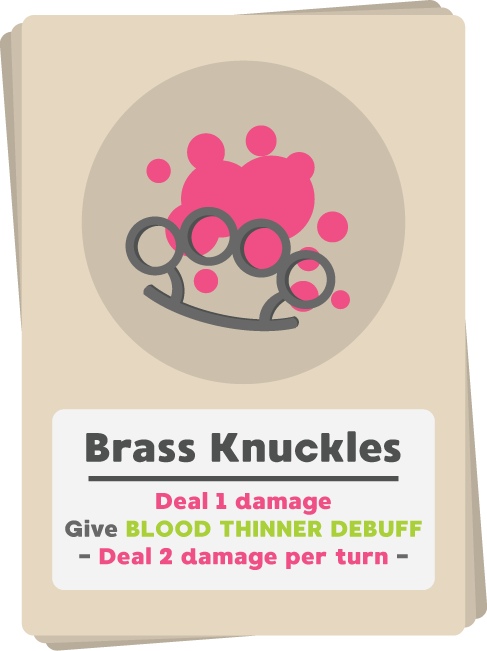 Brass Knuckles
Deal 1 damage
Give BLOOD THINNER DEBUFF
- Deal 2 damage per turn -